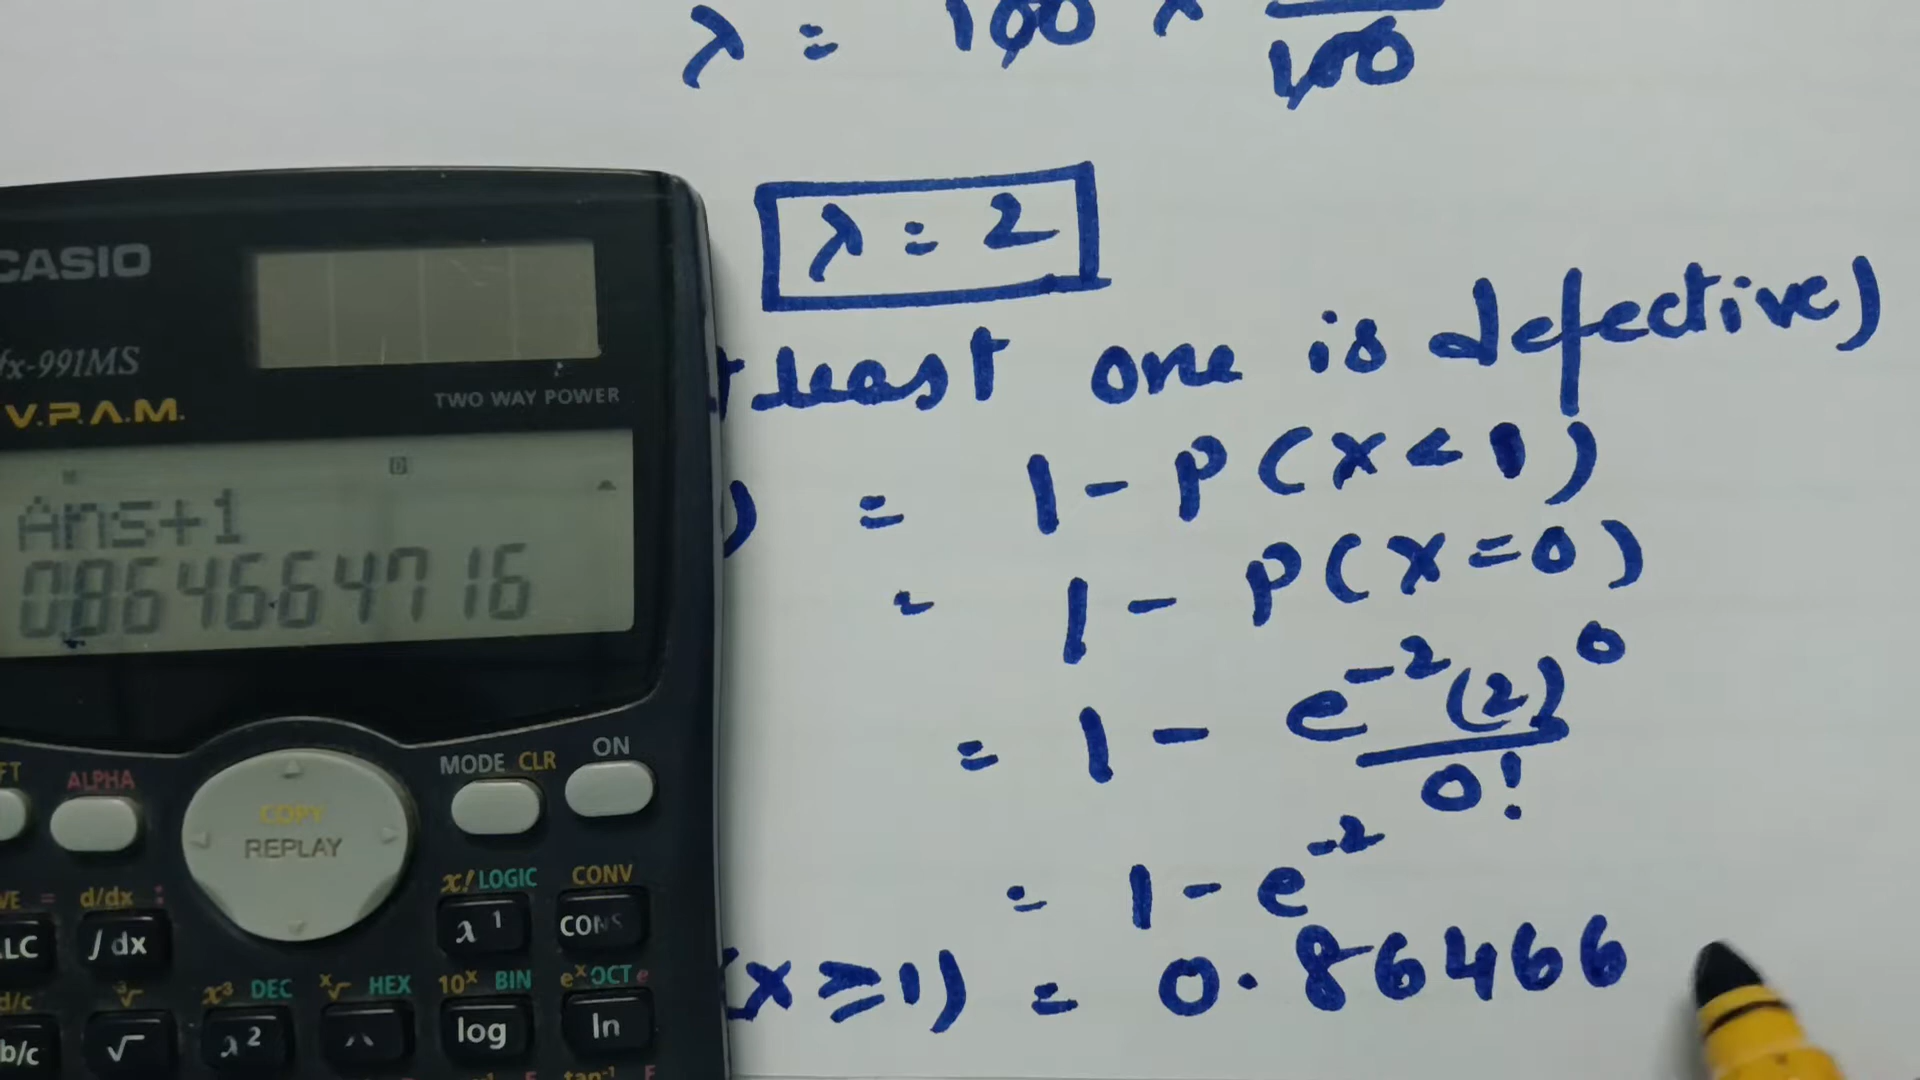 λ = 100 × 
100
λ = 2
least one is defective)
) = 1 - P(X<1)
= 1 - P(X=0)
= 1 - e^-2 (2)^0
0!
= 1 - e^-2
(X≥1) = 0.86466
CASIO
fx-991MS
V.P.A.M.
TWO WAY POWER
D
Ans+1
0.864664716
ALPHA
MODE CLR
ON
COPY
REPLAY
d/dx :
x! LOGIC
CONV
∫dx
CONS
x³ DEC
HEX
10ˣ BIN
eˣ OCT e
b/c
√
x²
log
ln
tan⁻¹ F